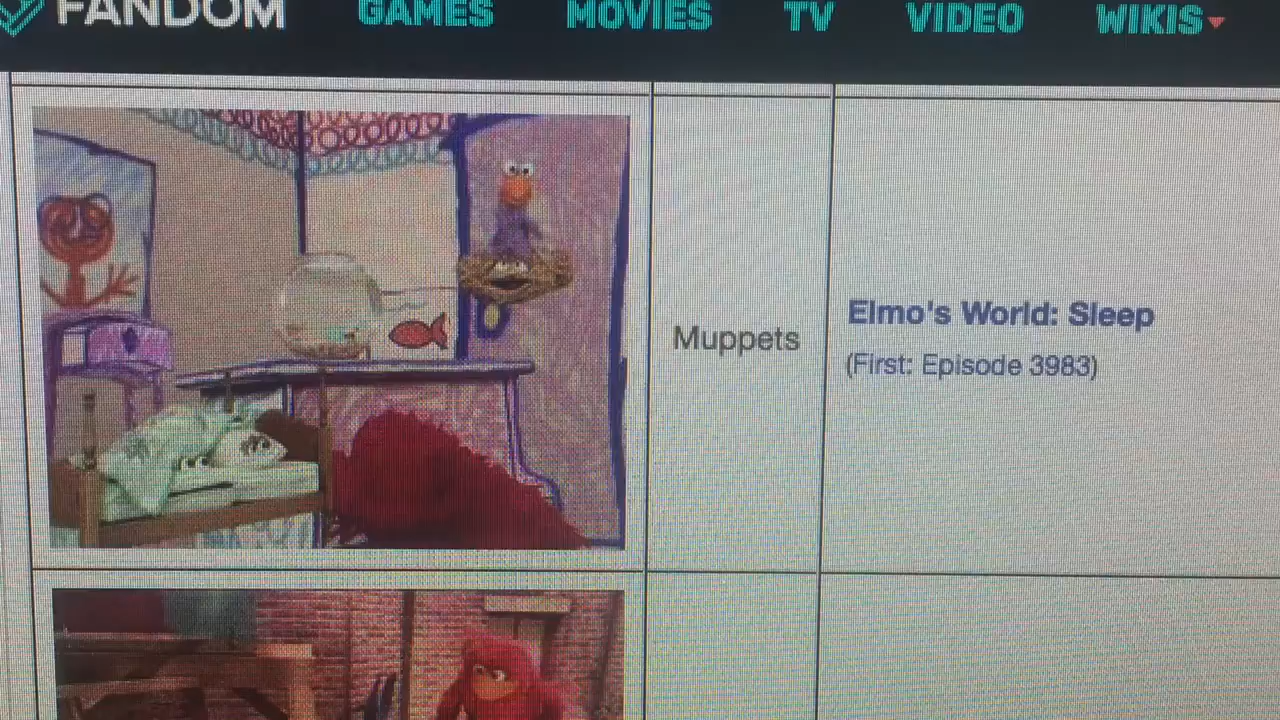 FANDOM
GAMES
MOVIES
TV
VIDEO
WIKIS
Muppets
Elmo's World: Sleep
(First: Episode 3983)